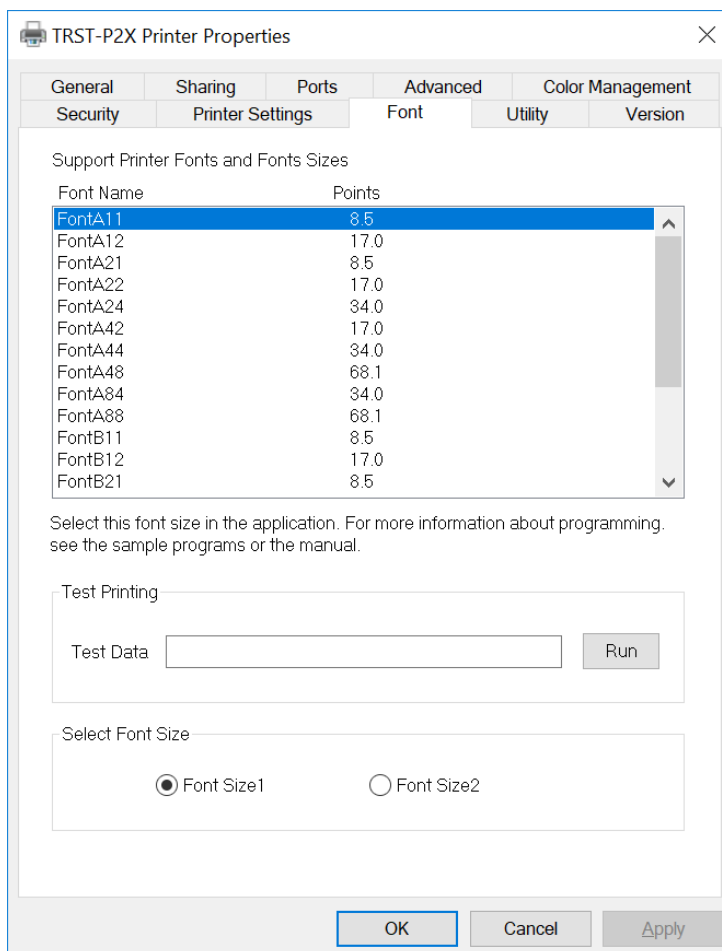 TRST-P2X Printer Properties
General Sharing Ports Advanced Color Management
Security Printer Settings Font Utility Version
Support Printer Fonts and Fonts Sizes
Font Name Points
FontA11 8.5
FontA12 17.0
FontA21 8.5
FontA22 17.0
FontA24 34.0
FontA42 17.0
FontA44 34.0
FontA48 68.1
FontA84 34.0
FontA88 68.1
FontB11 8.5
FontB12 17.0
FontB21 8.5
Select this font size in the application. For more information about programming.
see the sample programs or the manual.
Test Printing
Test Data Run
Select Font Size
Font Size1 Font Size2
OK Cancel Apply